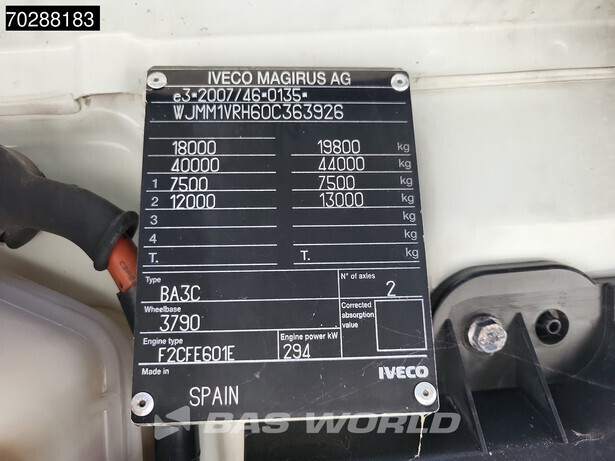 70288183
IVECO MAGIRUS AG
e3*2007/46*0135*
WJMM1VRH60C363926
18000 19800 kg
40000 44000 kg
1 7500 7500 kg
2 12000 13000 kg
3 kg
4 kg
T. T. kg
Type BA3C N° of axles 2
Wheelbase 3790 Corrected absorption value
Engine type F2CFE601E Engine power kW 294
Made in SPAIN IVECO
BAS WORLD